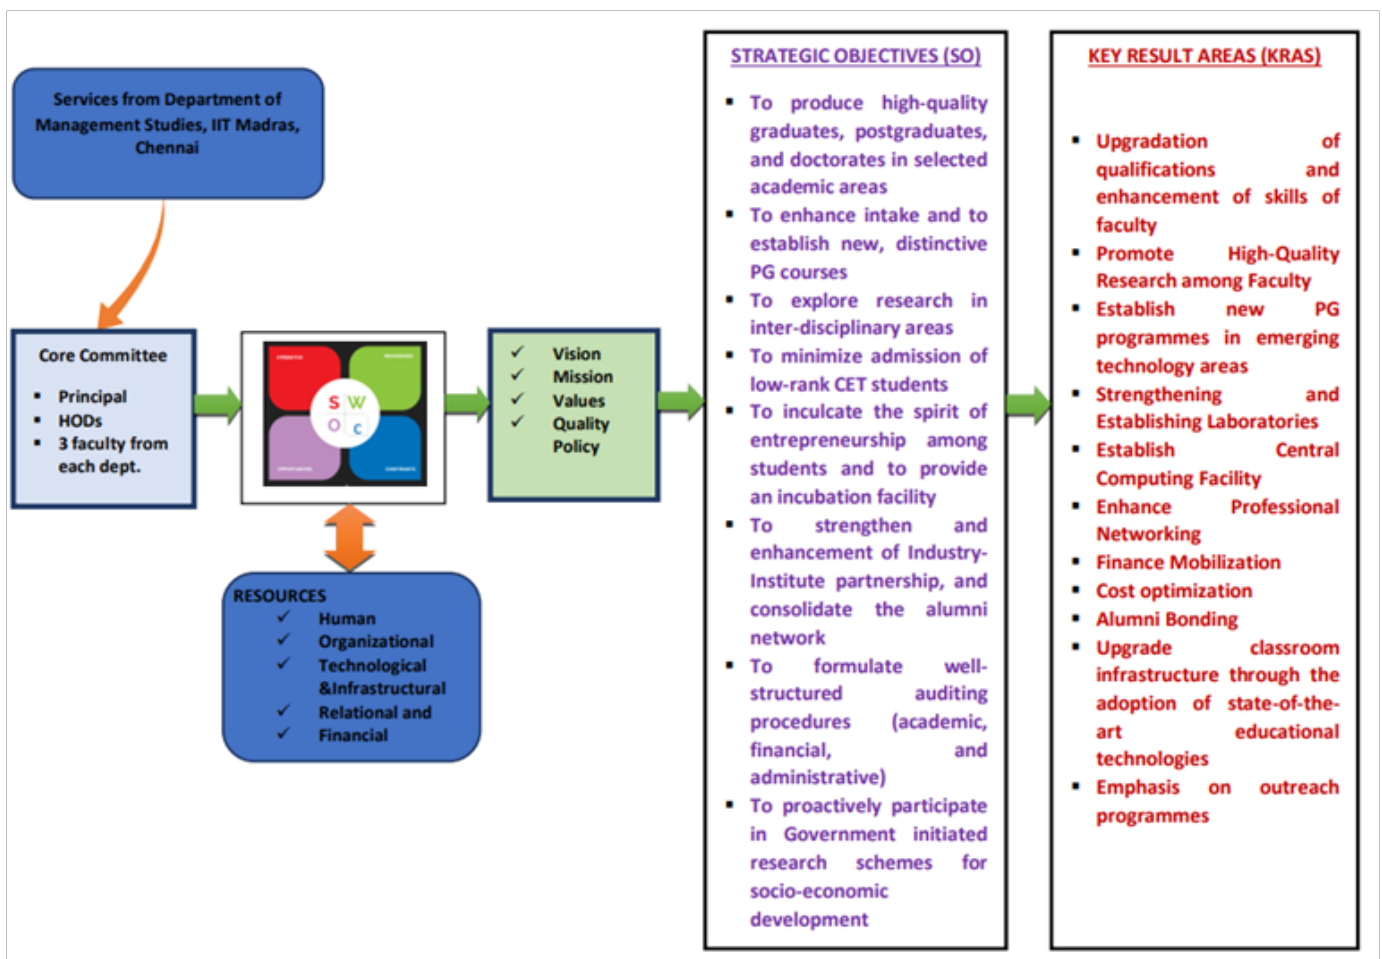 Services from Department of
Management Studies, IIT Madras,
Chennai
Core Committee
Principal
HODs
3 faculty from
each dept.
S W
O C
STRENGTHS
OPPORTUNITIES
CONSTRAINTS
RESOURCES
Human
Organizational
Technological
&Infrastructural
Relational and
Financial
Vision
Mission
Values
Quality
Policy
STRATEGIC OBJECTIVES (SO)
To produce high-quality
graduates, postgraduates,
and doctorates in selected
academic areas
To enhance intake and to
establish new, distinctive
PG courses
To explore research in
inter-disciplinary areas
To minimize admission of
low-rank CET students
To inculcate the spirit of
entrepreneurship among
students and to provide
an incubation facility
To strengthen and
enhancement of Industry-
Institute partnership, and
consolidate the alumni
network
To formulate well-
structured auditing
procedures (academic,
financial, and
administrative)
To proactively participate
in Government initiated
research schemes for
socio-economic
development
KEY RESULT AREAS (KRAS)
Upgradation of
qualifications and
enhancement of skills of
faculty
Promote High-Quality
Research among Faculty
Establish new PG
programmes in emerging
technology areas
Strengthening and
Establishing Laboratories
Establish Central
Computing Facility
Enhance Professional
Networking
Finance Mobilization
Cost optimization
Alumni Bonding
Upgrade classroom
infrastructure through the
adoption of state-of-the-
art educational
technologies
Emphasis on outreach
programmes